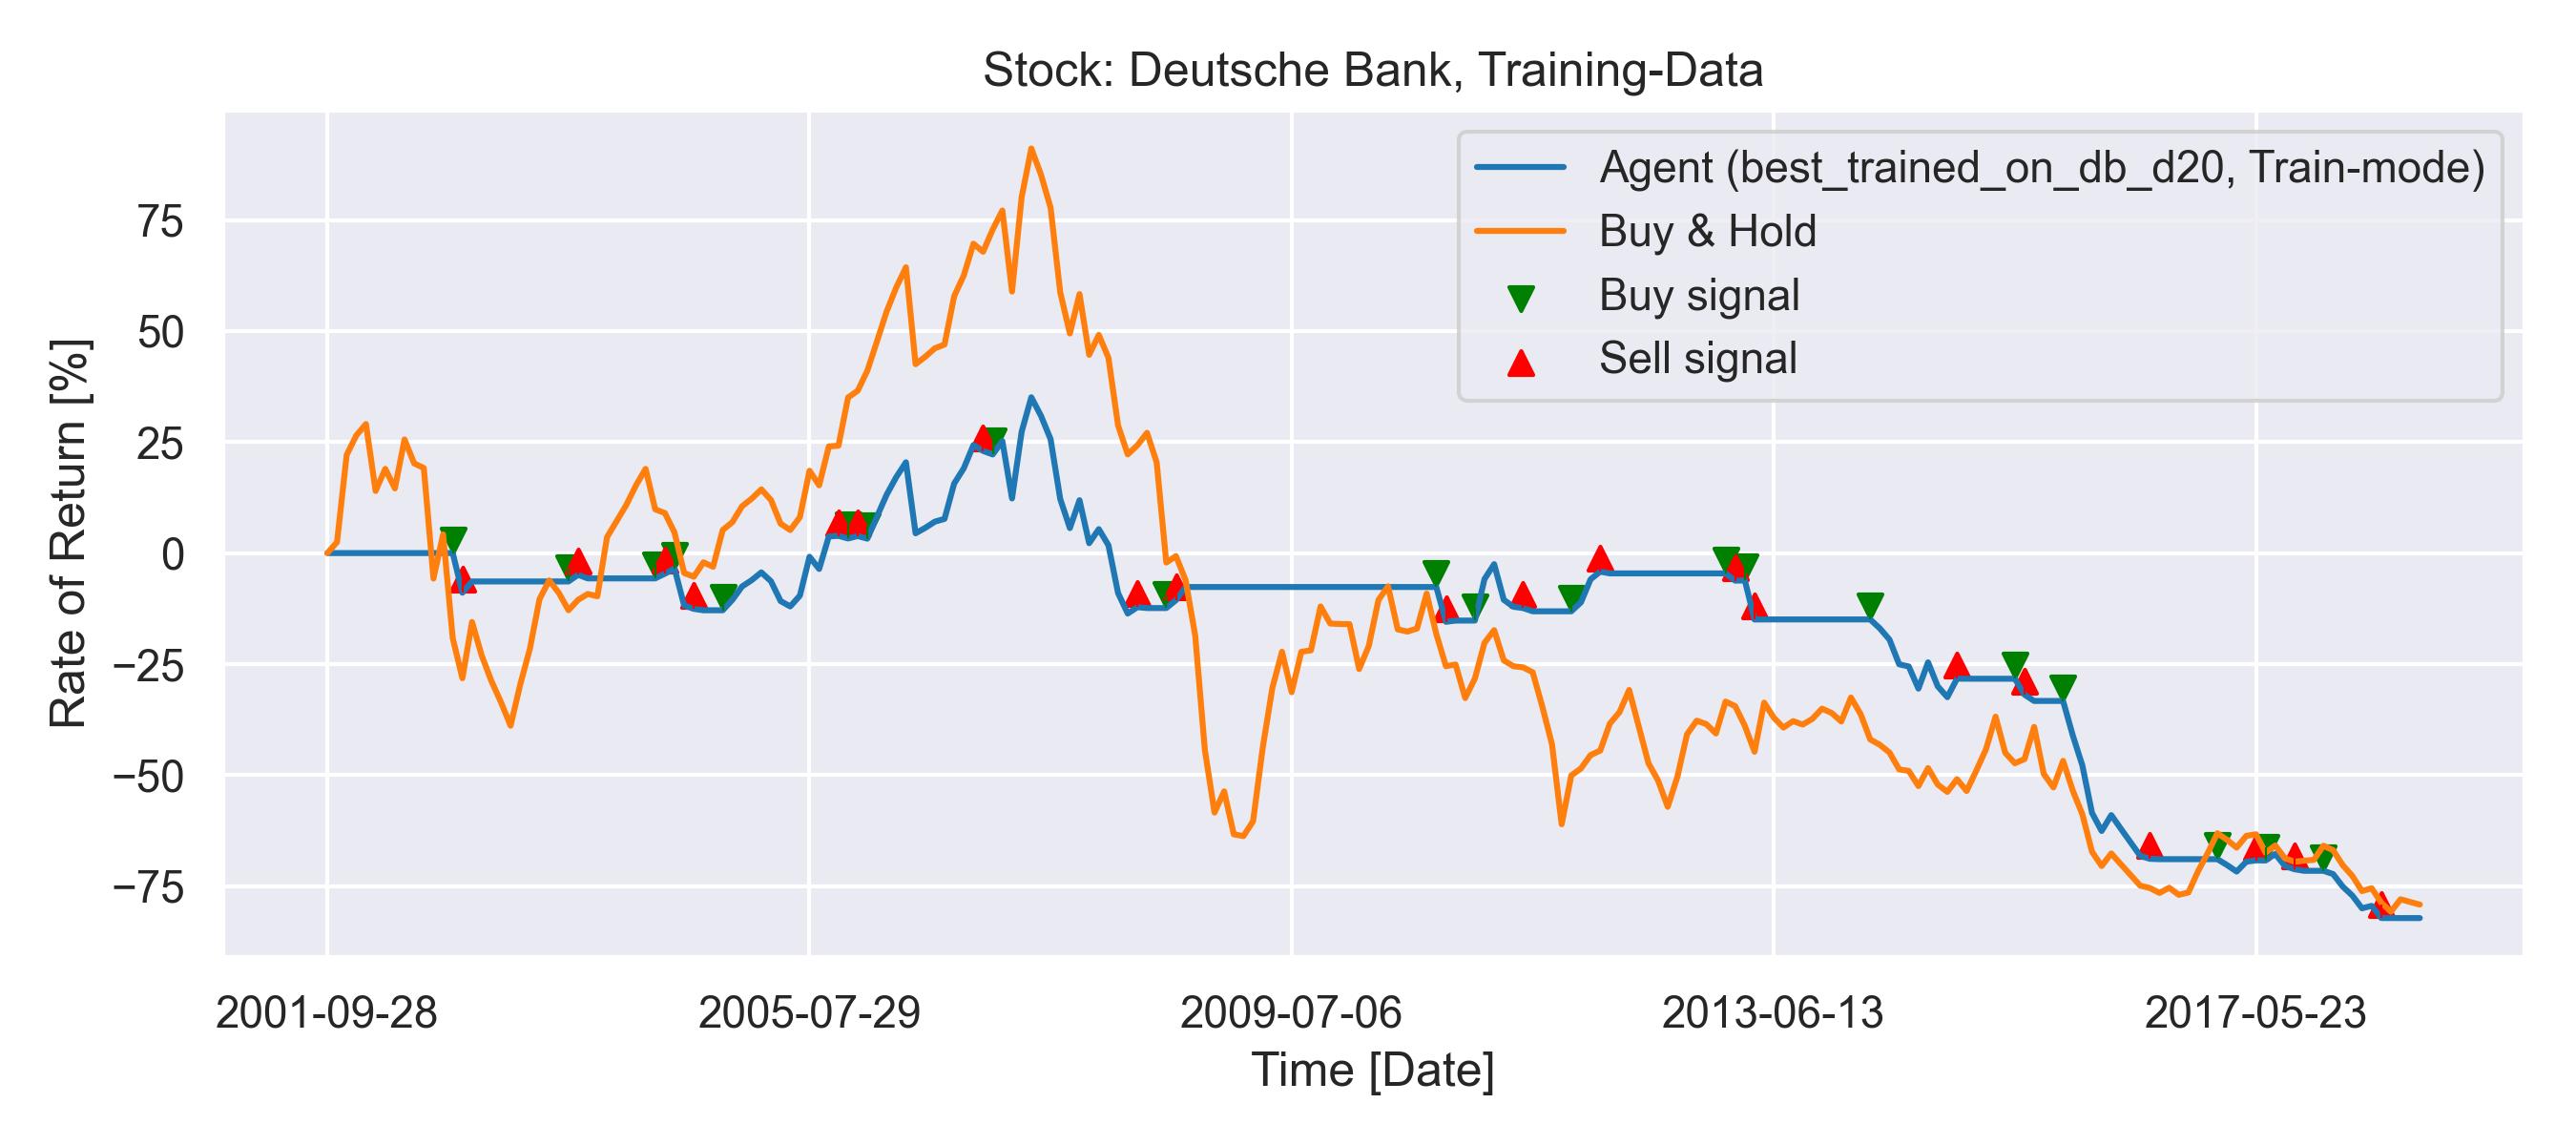 Stock: Deutsche Bank, Training-Data
Agent (best_trained_on_db_d20, Train-mode)
Buy & Hold
Buy signal
Sell signal
Rate of Return [%]
75
50
25
0
−25
−50
−75
2001-09-28 2005-07-29 2009-07-06 2013-06-13 2017-05-23
Time [Date]